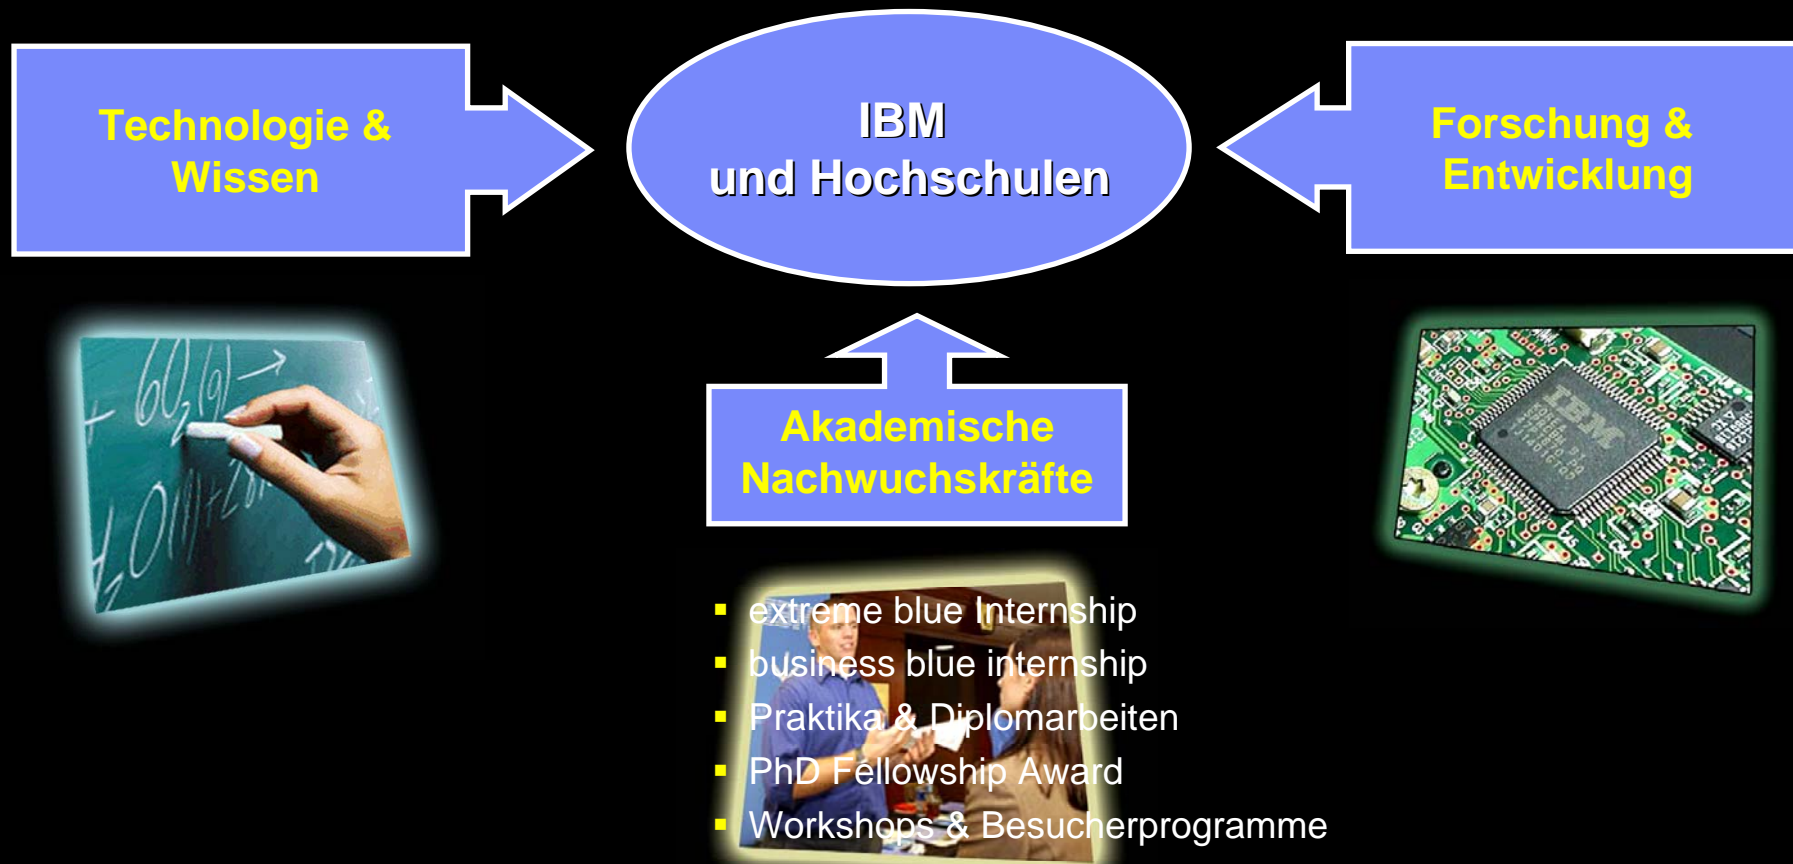 Technologie &
Wissen
IBM
und Hochschulen
Forschung &
Entwicklung
Akademische
Nachwuchskräfte
extreme blue Internship
business blue internship
Praktika & Diplomarbeiten
PhD Fellowship Award
Workshops & Besucherprogramme
IBM